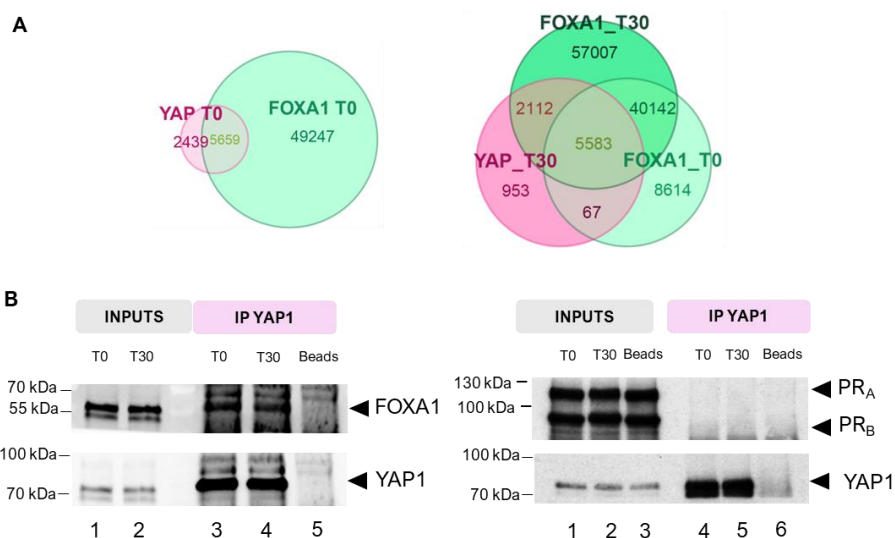 A
YAP T0
2439
5659
FOXA1 T0
49247
FOXA1_T30
57007
2112
40142
5583
YAP_T30
953
FOXA1_T0
8614
67
B
INPUTS
IP YAP1
T0 T30 T0 T30 Beads
70 kDa
55 kDa
FOXA1
100 kDa
70 kDa
YAP1
1 2 3 4 5
INPUTS
IP YAP1
T0 T30 Beads T0 T30 Beads
130 kDa
100 kDa
PRA
PRB
100 kDa
70 kDa
YAP1
1 2 3 4 5 6